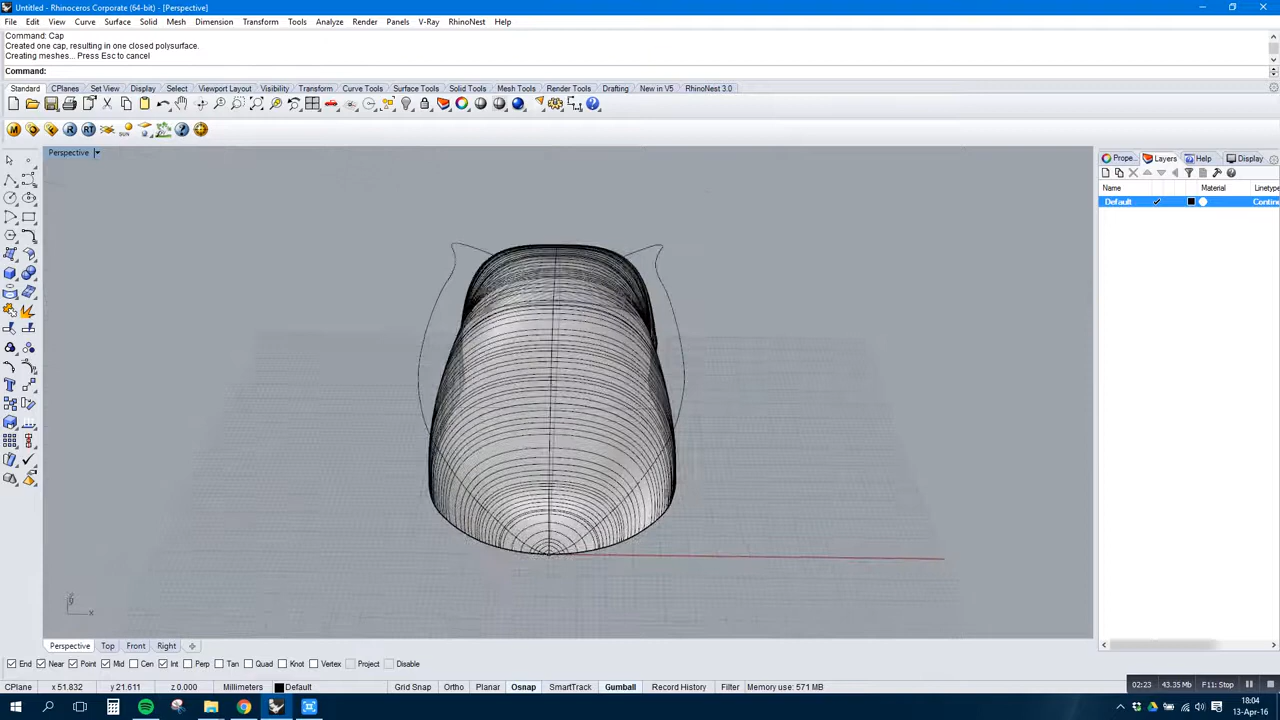 Untitled - Rhinoceros Corporate (64-bit) - [Perspective]
File Edit View Curve Surface Solid Mesh Dimension Transform Tools Analyze Render Panels V-Ray RhinoNest Help
Command: Cap
Created one cap, resulting in one closed polysurface.
Creating meshes... Press Esc to cancel
Command:
Standard CPlanes Set View Display Select Viewport Layout Visibility Transform Curve Tools Surface Tools Solid Tools Mesh Tools Render Tools Drafting New in V5 RhinoNest 3.0
Perspective
Prope... Layers Help Display
Name Material Linetype
Default Contin
x
Perspective Top Front Right
End Near Point Mid Cen Int Perp Tan Quad Knot Vertex Project Disable
CPlane x 51.832 y 21.611 z 0.000 Millimeters Default Grid Snap Ortho Planar Osnap SmartTrack Gumball Record History Filter Memory use: 571 MB
02:23 43.35 Mb F11: Stop
18:04
13-Apr-16